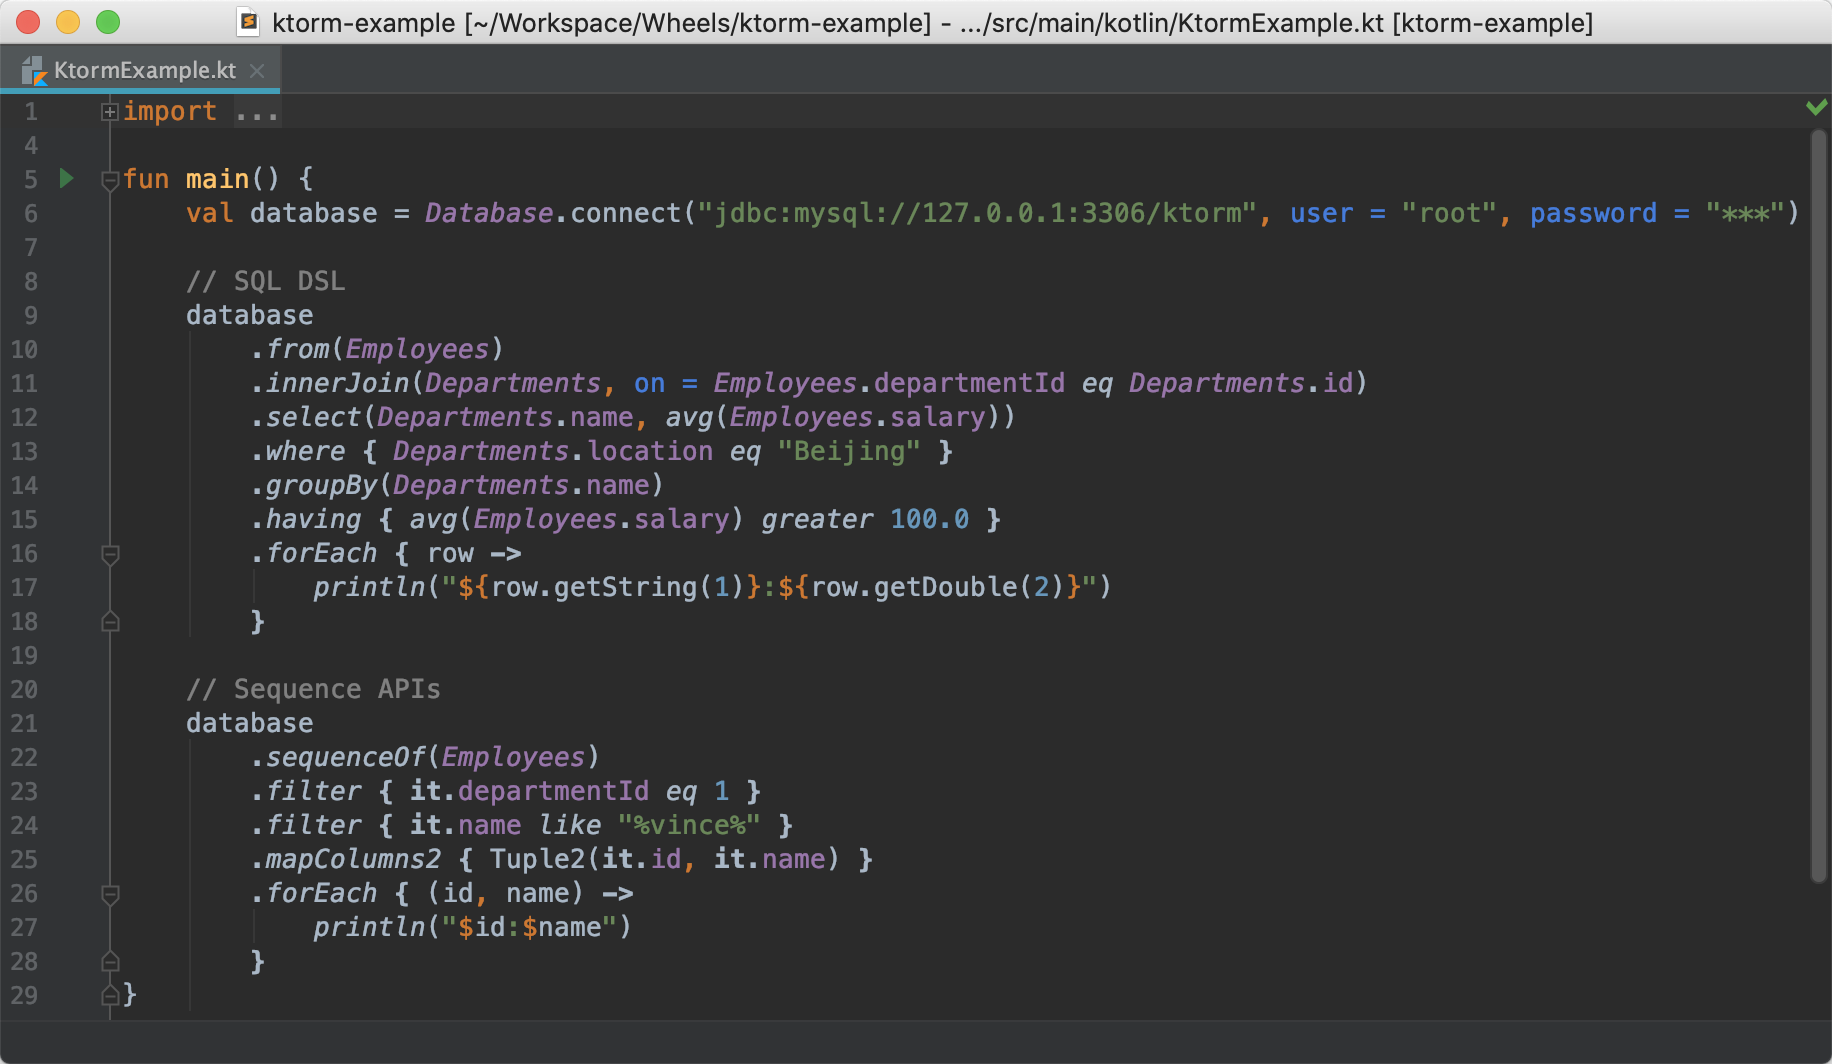 ktorm-example [~/Workspace/Wheels/ktorm-example] - .../src/main/kotlin/KtormExample.kt [ktorm-example]
KtormExample.kt
1 import ...
4
5 fun main() {
6     val database = Database.connect("jdbc:mysql://127.0.0.1:3306/ktorm", user = "root", password = "***")
7
8     // SQL DSL
9     database
10         .from(Employees)
11         .innerJoin(Departments, on = Employees.departmentId eq Departments.id)
12         .select(Departments.name, avg(Employees.salary))
13         .where { Departments.location eq "Beijing" }
14         .groupBy(Departments.name)
15         .having { avg(Employees.salary) greater 100.0 }
16         .forEach { row ->
17             println("${row.getString(1)}:${row.getDouble(2)}")
18         }
19
20     // Sequence APIs
21     database
22         .sequenceOf(Employees)
23         .filter { it.departmentId eq 1 }
24         .filter { it.name like "%vince%" }
25         .mapColumns2 { Tuple2(it.id, it.name) }
26         .forEach { (id, name) ->
27             println("$id:$name")
28         }
29 }